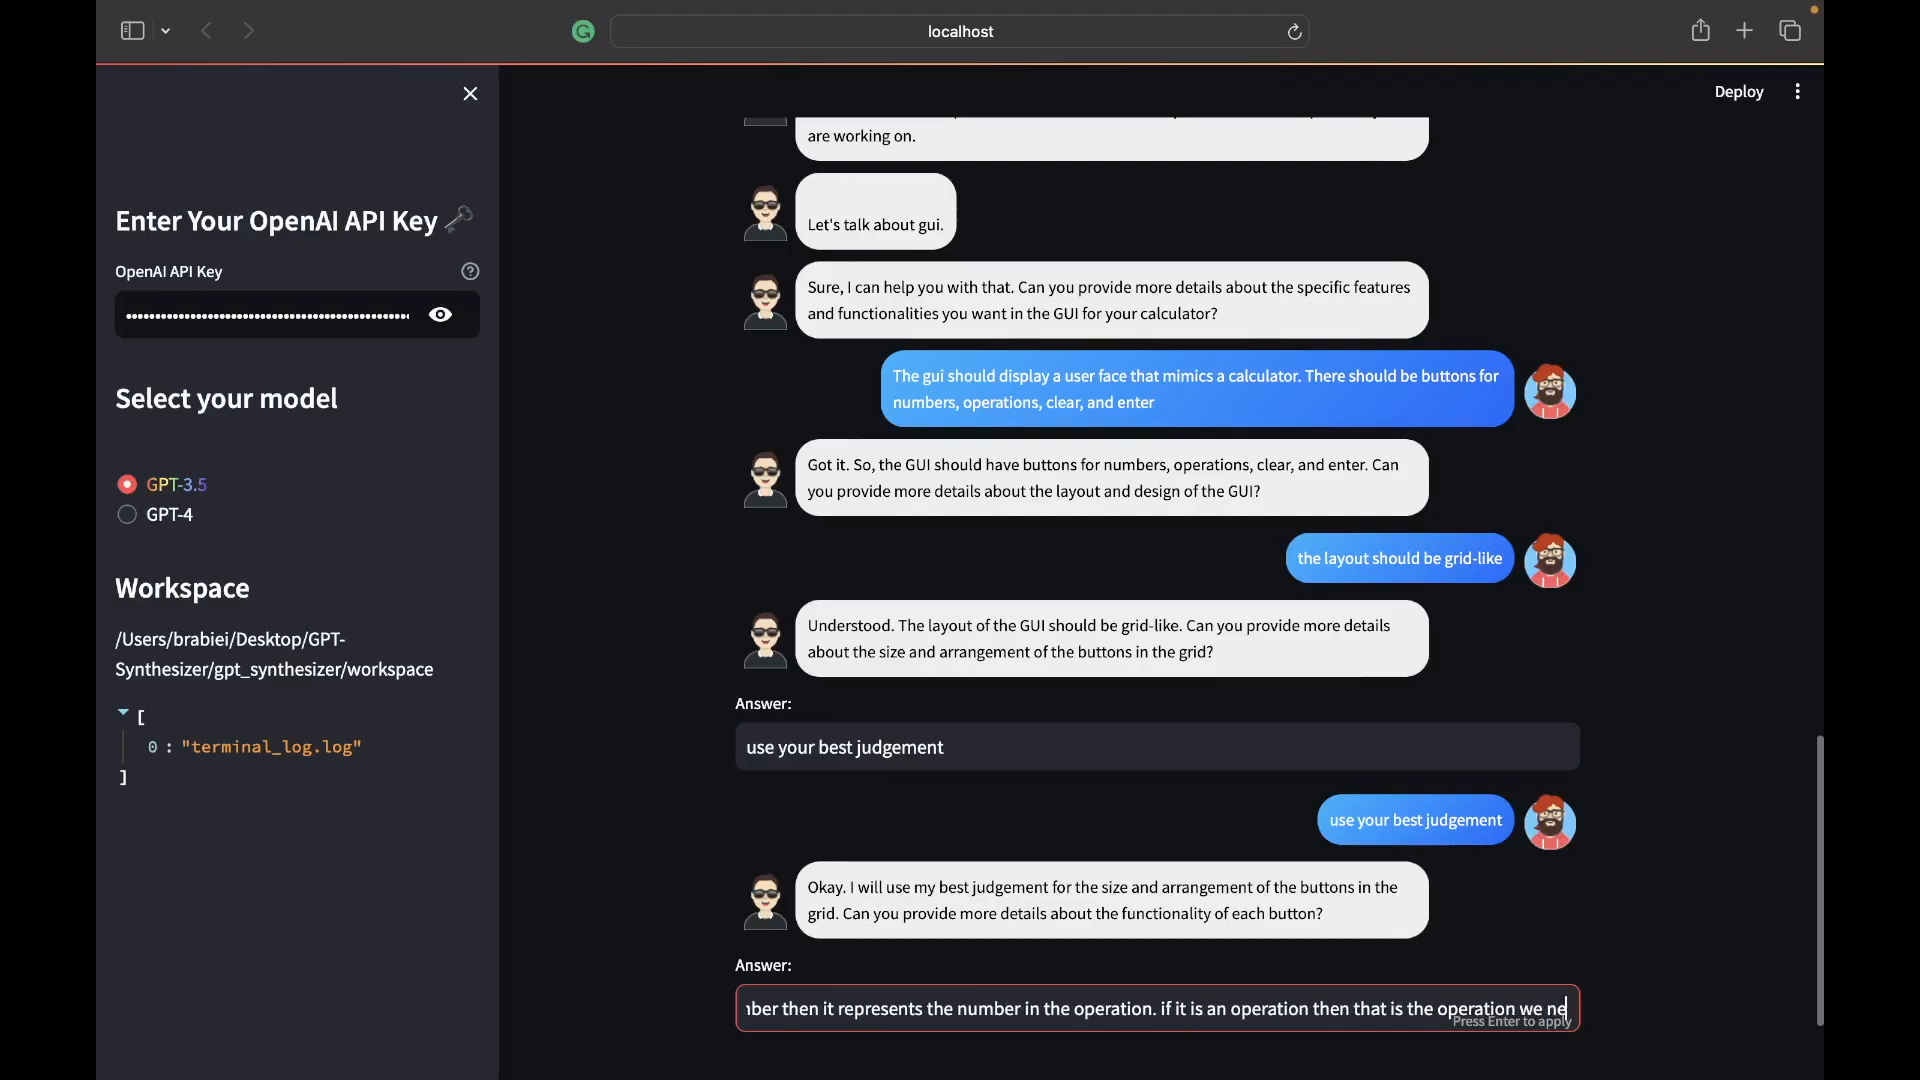 localhost
Deploy
Enter Your OpenAI API Key
OpenAI API Key
Select your model
GPT-3.5
GPT-4
Workspace
/Users/brabiei/Desktop/GPT-
Synthesizer/gpt_synthesizer/workspace
[
0 : "terminal_log.log"
]
are working on.
Let's talk about gui.
Sure, I can help you with that. Can you provide more details about the specific features
and functionalities you want in the GUI for your calculator?
The gui should display a user face that mimics a calculator. There should be buttons for
numbers, operations, clear, and enter
Got it. So, the GUI should have buttons for numbers, operations, clear, and enter. Can
you provide more details about the layout and design of the GUI?
the layout should be grid-like
Understood. The layout of the GUI should be grid-like. Can you provide more details
about the size and arrangement of the buttons in the grid?
Answer:
use your best judgement
use your best judgement
Okay. I will use my best judgement for the size and arrangement of the buttons in the
grid. Can you provide more details about the functionality of each button?
Answer:
then it represents the number in the operation. if it is an operation then that is the operation we ne
Press Enter to apply